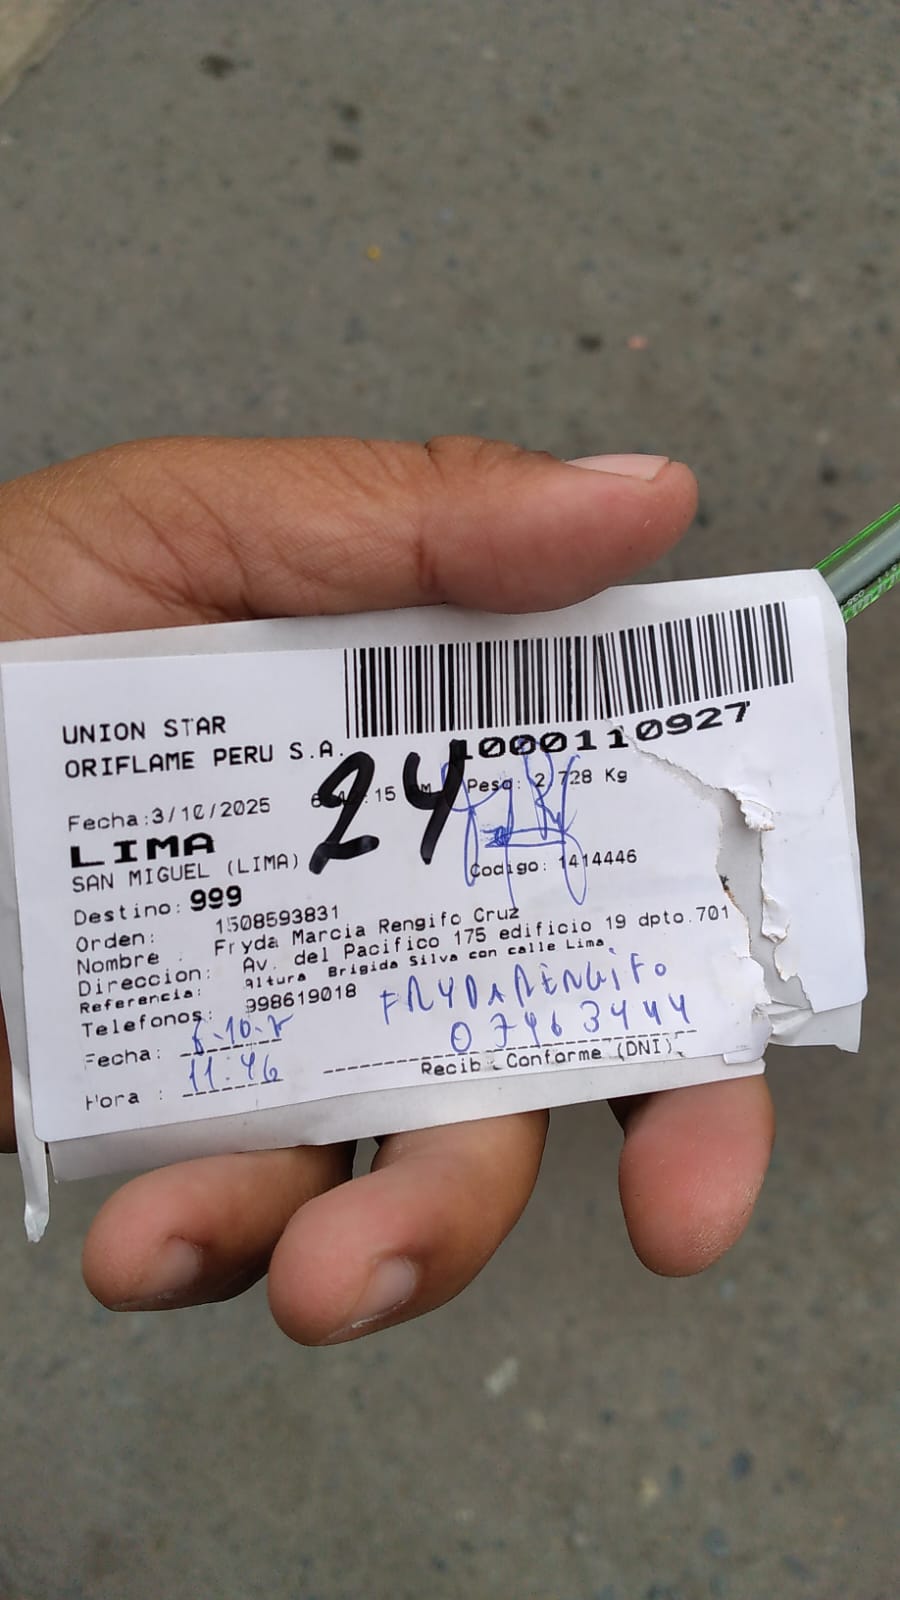 UNION STAR
ORIFLAME PERU S.A.
1000110927
24
Fecha:3/10/2025
Peso: 2.728 Kg
LIMA
SAN MIGUEL (LIMA)
Codigo: 1414446
Destino: 999
Orden: 1508593831
Nombre : Fryda Marcia Rengifo Cruz
Direccion: Av. del Pacifico 175 edificio 19 dpto.701
Referencia: Altura Brigida Silva con calle Lima.
Telefonos: 998619018
FRYDA RENGIFO
Fecha:
07463444
Hora : 11:46
Recibi Conforme (DNI)